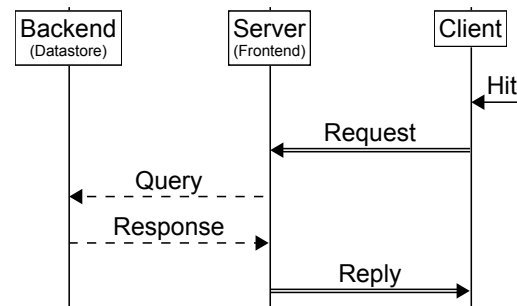 Backend
(Datastore)
Server
(Frontend)
Client
Hit
Request
Query
Response
Reply